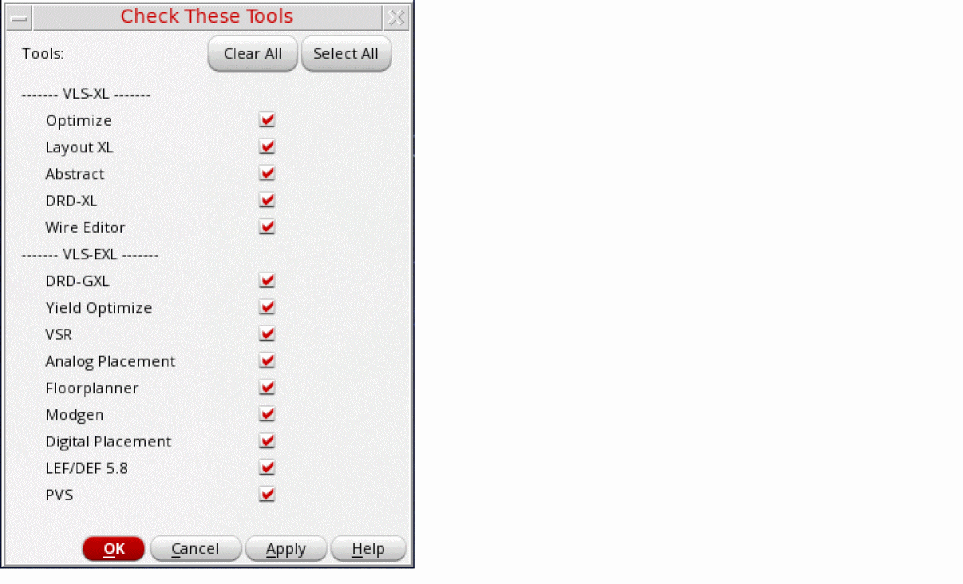 Check These Tools
Tools: Clear All Select All
------- VLS-XL -------
Optimize
Layout XL
Abstract
DRD-XL
Wire Editor
------- VLS-EXL -------
DRD-GXL
Yield Optimize
VSR
Analog Placement
Floorplanner
Modgen
Digital Placement
LEF/DEF 5.8
PVS
OK Cancel Apply Help